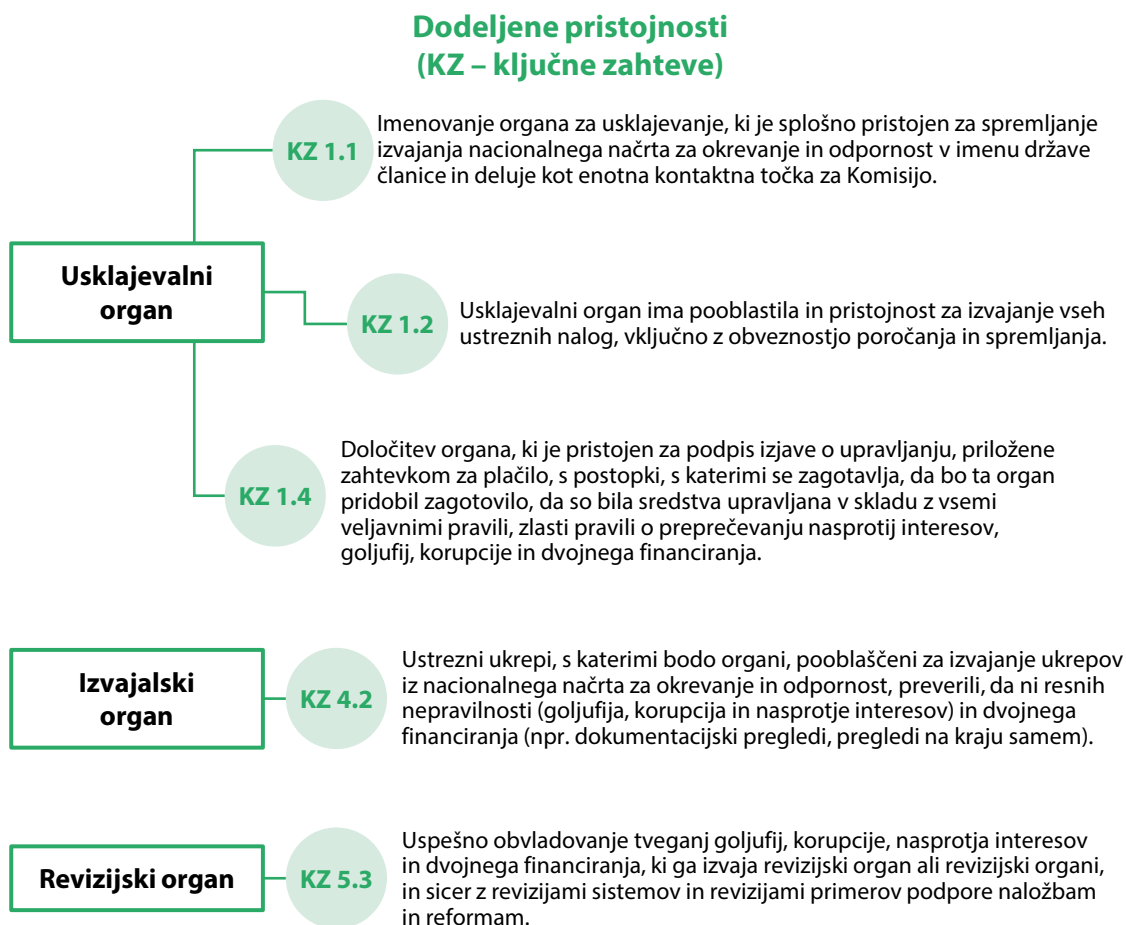 Dodeljene pristojnosti
(KZ – ključne zahteve)
KZ 1.1
Imenovanje organa za usklajevanje, ki je splošno pristojen za spremljanje
izvajanja nacionalnega načrta za okrevanje in odpornost v imenu države
članice in deluje kot enotna kontaktna točka za Komisijo.
Usklajevalni
organ
KZ 1.2
Usklajevalni organ ima pooblastila in pristojnost za izvajanje vseh
ustreznih nalog, vključno z obveznostjo poročanja in spremljanja.
KZ 1.4
Določitev organa, ki je pristojen za podpis izjave o upravljanju, priložene
zahtevkom za plačilo, s postopki, s katerimi se zagotavlja, da bo ta organ
pridobil zagotovilo, da so bila sredstva upravljana v skladu z vsemi
veljavnimi pravili, zlasti pravili o preprečevanju nasprotij interesov,
goljufij, korupcije in dvojnega financiranja.
Izvajalski
organ
KZ 4.2
Ustrezni ukrepi, s katerimi bodo organi, pooblaščeni za izvajanje ukrepov
iz nacionalnega načrta za okrevanje in odpornost, preverili, da ni resnih
nepravilnosti (goljufija, korupcija in nasprotje interesov) in dvojnega
financiranja (npr. dokumentacijski pregledi, pregledi na kraju samem).
Revizijski organ
KZ 5.3
Uspešno obvladovanje tveganj goljufij, korupcije, nasprotja interesov
in dvojnega financiranja, ki ga izvaja revizijski organ ali revizijski organi,
in sicer z revizijami sistemov in revizijami primerov podpore naložbam
in reformam.